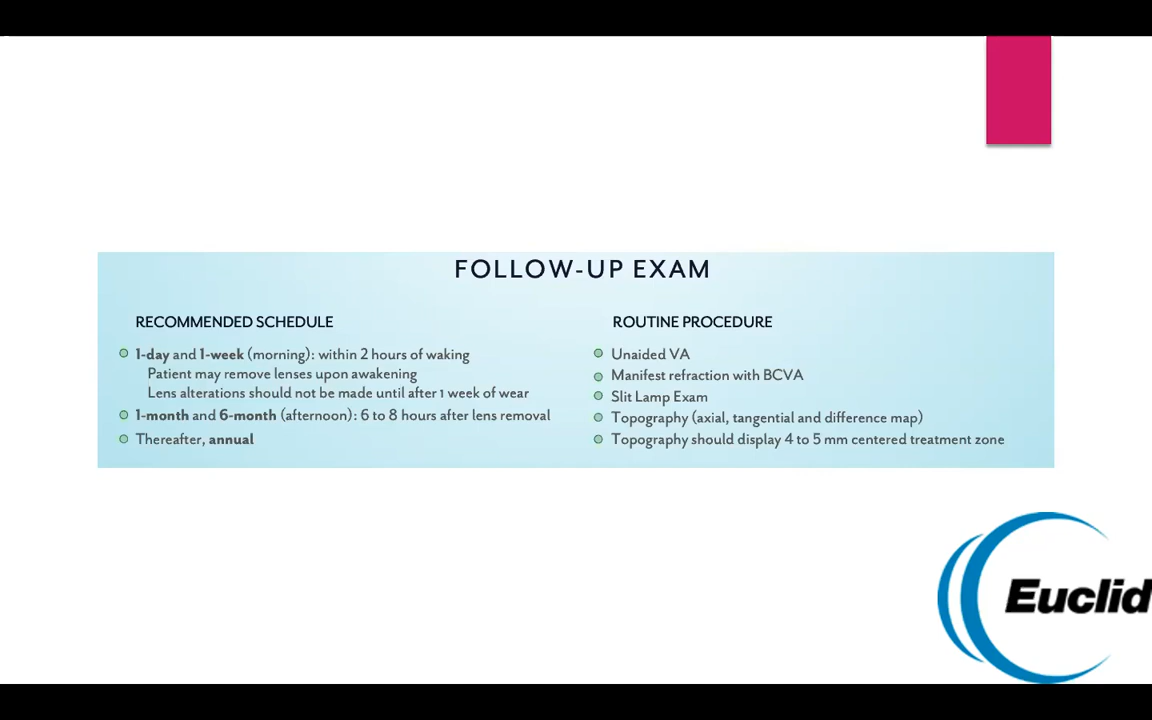 FOLLOW-UP EXAM
RECOMMENDED SCHEDULE
1-day and 1-week (morning): within 2 hours of waking
Patient may remove lenses upon awakening
Lens alterations should not be made until after 1 week of wear
1-month and 6-month (afternoon): 6 to 8 hours after lens removal
Thereafter, annual
ROUTINE PROCEDURE
Unaided VA
Manifest refraction with BCVA
Slit Lamp Exam
Topography (axial, tangential and difference map)
Topography should display 4 to 5 mm centered treatment zone
Euclid